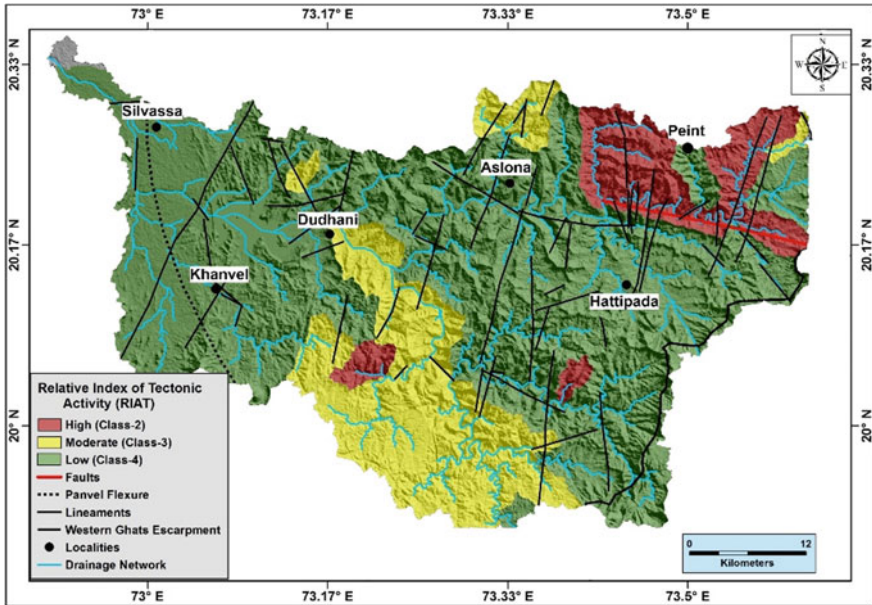 73° E 73.17° E 73.33° E 73.5° E
20.33° N
20.33° N
N
W E
S
Silvassa
Peint
Aslona
Dudhani
20.17° N
20.17° N
Khanvel
Hattipada
20° N
20° N
Relative Index of Tectonic
Activity (RIAT)
High (Class-2)
Moderate (Class-3)
Low (Class-4)
Faults
Panvel Flexure
Lineaments
Western Ghats Escarpment
Localities
Drainage Network
0 12
Kilometers
73° E 73.17° E 73.33° E 73.5° E